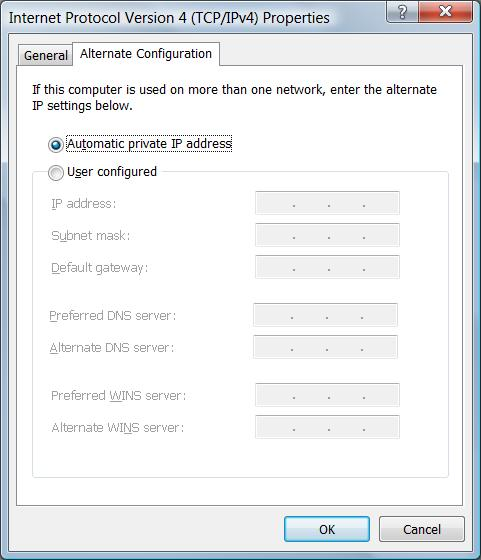 Internet Protocol Version 4 (TCP/IPv4) Properties
? X
General Alternate Configuration
If this computer is used on more than one network, enter the alternate
IP settings below.
Automatic private IP address
User configured
IP address: . . .
Subnet mask: . . .
Default gateway: . . .
Preferred DNS server: . . .
Alternate DNS server: . . .
Preferred WINS server: . . .
Alternate WINS server: . . .
OK Cancel